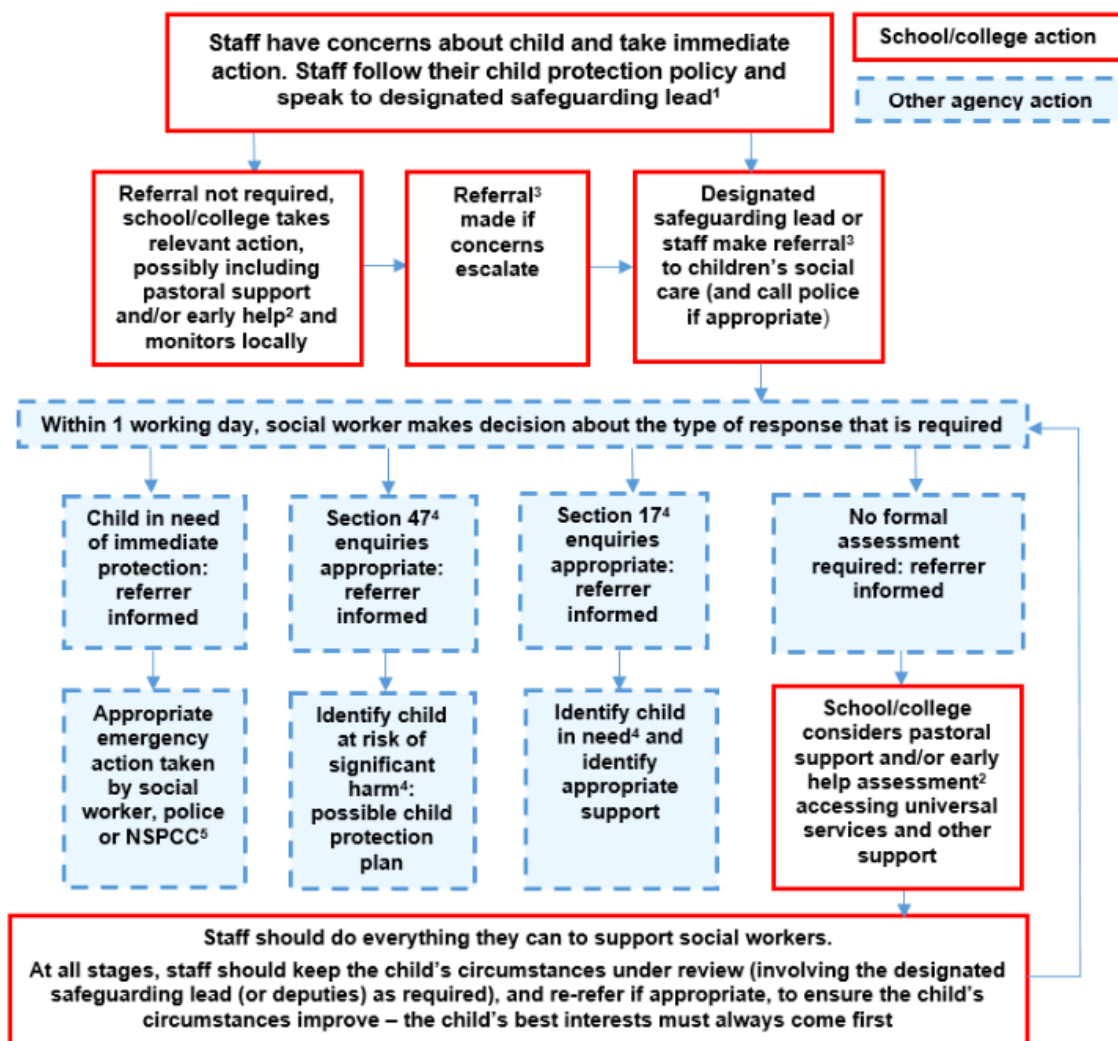 Staff have concerns about child and take immediate
action. Staff follow their child protection policy and
speak to designated safeguarding lead¹
School/college action
Other agency action
Referral not required,
school/college takes
relevant action,
possibly including
pastoral support
and/or early help² and
monitors locally
Referral³
made if
concerns
escalate
Designated
safeguarding lead or
staff make referral³
to children’s social
care (and call police
if appropriate)
Within 1 working day, social worker makes decision about the type of response that is required
Child in need
of immediate
protection:
referrer
informed
Section 47⁴
enquiries
appropriate:
referrer
informed
Section 17⁴
enquiries
appropriate:
referrer
informed
No formal
assessment
required: referrer
informed
Appropriate
emergency
action taken
by social
worker, police
or NSPCC⁵
Identify child
at risk of
significant
harm⁴:
possible child
protection
plan
Identify child
in need⁴ and
identify
appropriate
support
School/college
considers pastoral
support and/or early
help assessment²
accessing universal
services and other
support
Staff should do everything they can to support social workers.
At all stages, staff should keep the child’s circumstances under review (involving the designated
safeguarding lead (or deputies) as required), and re-refer if appropriate, to ensure the child’s
circumstances improve – the child’s best interests must always come first